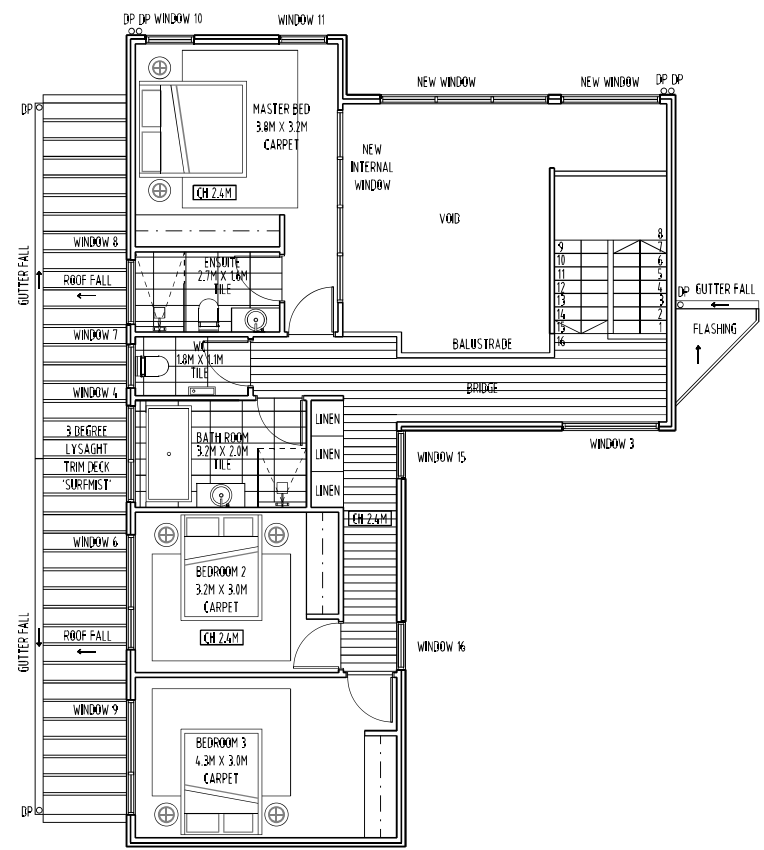 DP DP WINDOW 10
WINDOW 11
NEW WINDOW
NEW WINDOW
DP DP
DP
MASTER BED
3.8M X 3.2M
CARPET
CH 2.4M
NEW
INTERNAL
WINDOW
VOID
WINDOW 8
GUTTER FALL
ROOF FALL
ENSUITE
2.7M X 1.6M
TILE
8
9
7
10
6
11
5
12
4
13
3
14
2
15
1
16
DP
GUTTER FALL
FLASHING
WINDOW 7
WC
1.8M X 1.1M
TILE
BALUSTRADE
BRIDGE
WINDOW 4
3 DEGREE
LYSAGHT
TRIM DECK
'SURFMIST'
BATH ROOM
3.2M X 2.0M
TILE
LINEN
LINEN
LINEN
WINDOW 3
WINDOW 15
CH 2.4M
WINDOW 6
BEDROOM 2
3.2M X 3.0M
CARPET
CH 2.4M
GUTTER FALL
ROOF FALL
WINDOW 16
WINDOW 9
BEDROOM 3
4.3M X 3.0M
CARPET
DP